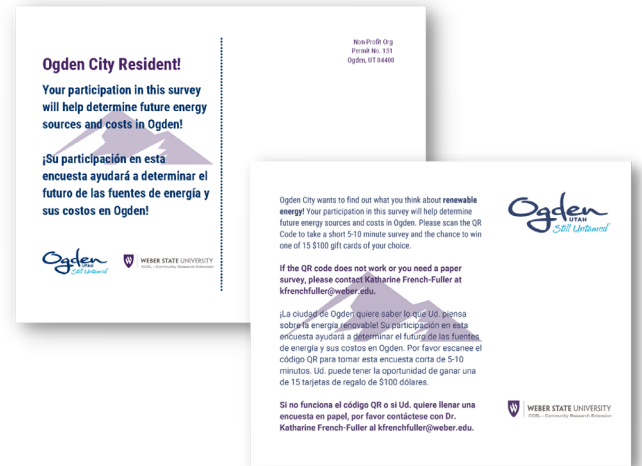 Ogden City Resident!
Your participation in this survey
will help determine future energy
sources and costs in Ogden!
¡Su participación en esta
encuesta ayudará a determinar el
futuro de las fuentes de energía y
sus costos en Ogden!
Ogden
UTAH
Still Untamed
W WEBER STATE UNIVERSITY
CCEL - Community Research Extension
Non-Profit Org
Permit No. 151
Ogden, UT 84408
Ogden City wants to find out what you think about renewable
energy! Your participation in this survey will help determine
future energy sources and costs in Ogden. Please scan the QR
Code to take a short 5-10 minute survey and the chance to win
one of 15 $100 gift cards of your choice.
If the QR code does not work or you need a paper
survey, please contact Katharine French-Fuller at
kfrenchfuller@weber.edu.
¡La ciudad de Ogden quiere saber lo que Ud. piensa
sobre la energía renovable! Su participación en esta
encuesta ayudará a determinar el futuro de las fuentes
de energía y sus costos en Ogden. Por favor escanee el
código QR para tomar esta encuesta corta de 5-10
minutos. Ud. puede tener la oportunidad de ganar una
de 15 tarjetas de regalo de $100 dólares.
Si no funciona el código QR o si Ud. quiere llenar una
encuesta en papel, por favor contáctese con Dr.
Katharine French-Fuller al kfrenchfuller@weber.edu.
Ogden
UTAH
Still Untamed
W WEBER STATE UNIVERSITY
CCEL - Community Research Extension